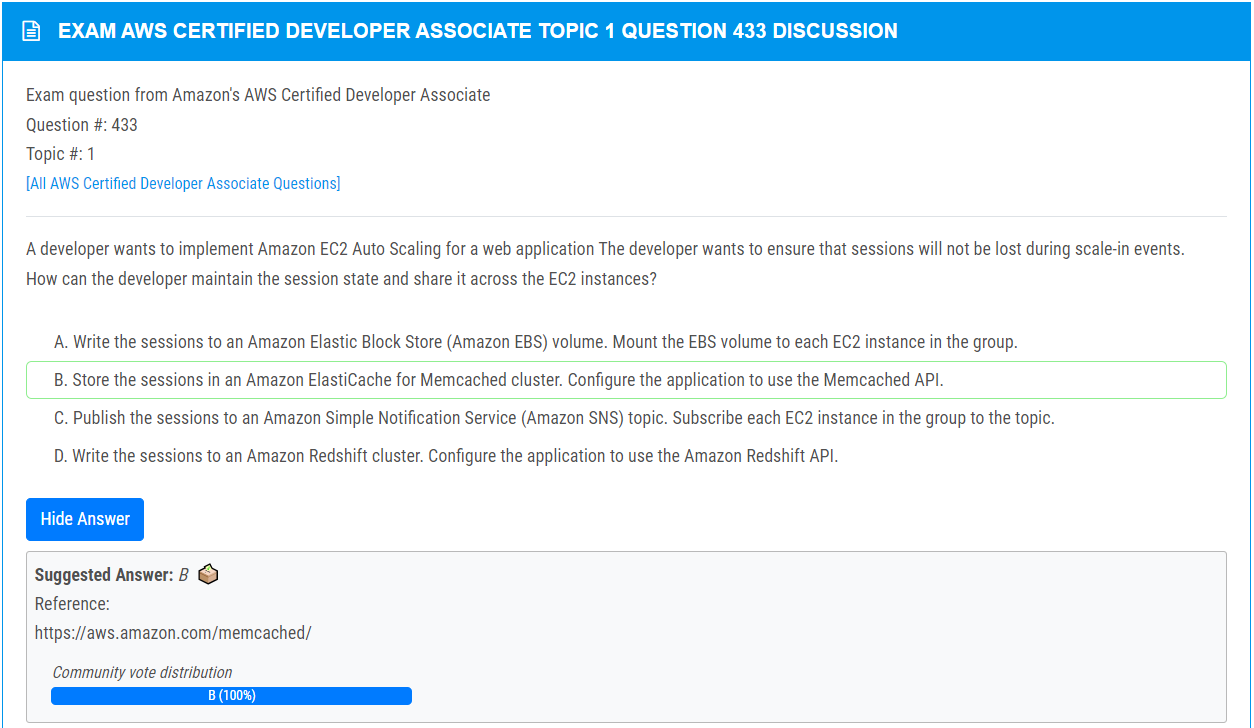 EXAM AWS CERTIFIED DEVELOPER ASSOCIATE TOPIC 1 QUESTION 433 DISCUSSION
Exam question from Amazon's AWS Certified Developer Associate
Question #: 433
Topic #: 1
[All AWS Certified Developer Associate Questions]
A developer wants to implement Amazon EC2 Auto Scaling for a web application The developer wants to ensure that sessions will not be lost during scale-in events.
How can the developer maintain the session state and share it across the EC2 instances?
A. Write the sessions to an Amazon Elastic Block Store (Amazon EBS) volume. Mount the EBS volume to each EC2 instance in the group.
B. Store the sessions in an Amazon ElastiCache for Memcached cluster. Configure the application to use the Memcached API.
C. Publish the sessions to an Amazon Simple Notification Service (Amazon SNS) topic. Subscribe each EC2 instance in the group to the topic.
D. Write the sessions to an Amazon Redshift cluster. Configure the application to use the Amazon Redshift API.
Hide Answer
Suggested Answer: B
Reference:
https://aws.amazon.com/memcached/
Community vote distribution
B (100%)